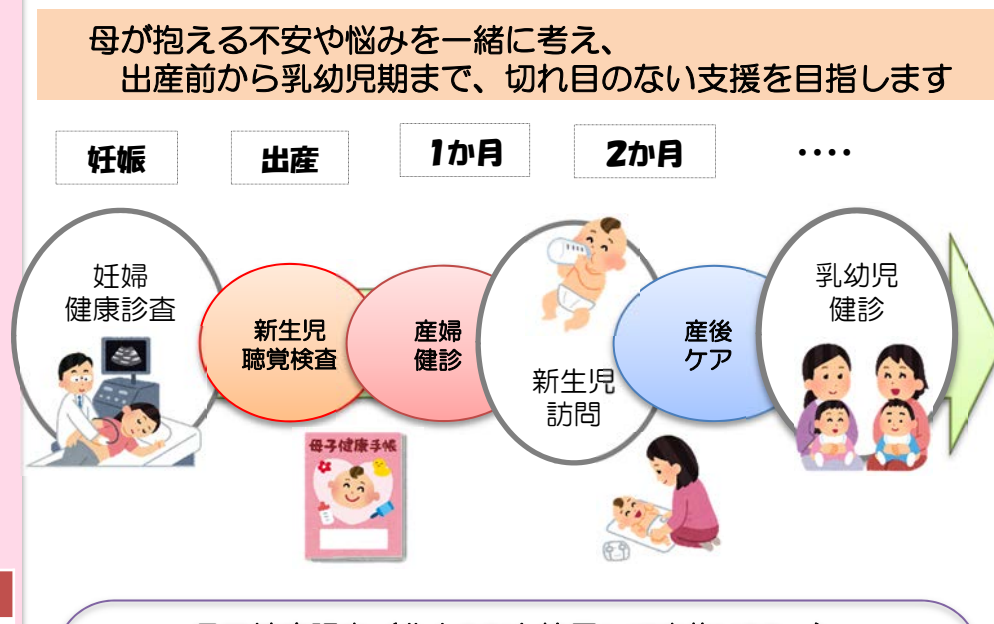 母が抱える不安や悩みを一緒に考え、
出産前から乳幼児期まで、切れ目のない支援を目指します
妊娠
出産
1か月
2か月
････
妊婦
健康診査
新生児
聴覚検査
産婦
健診
新生児
訪問
産後
ケア
乳幼児
健診
母子健康手帳